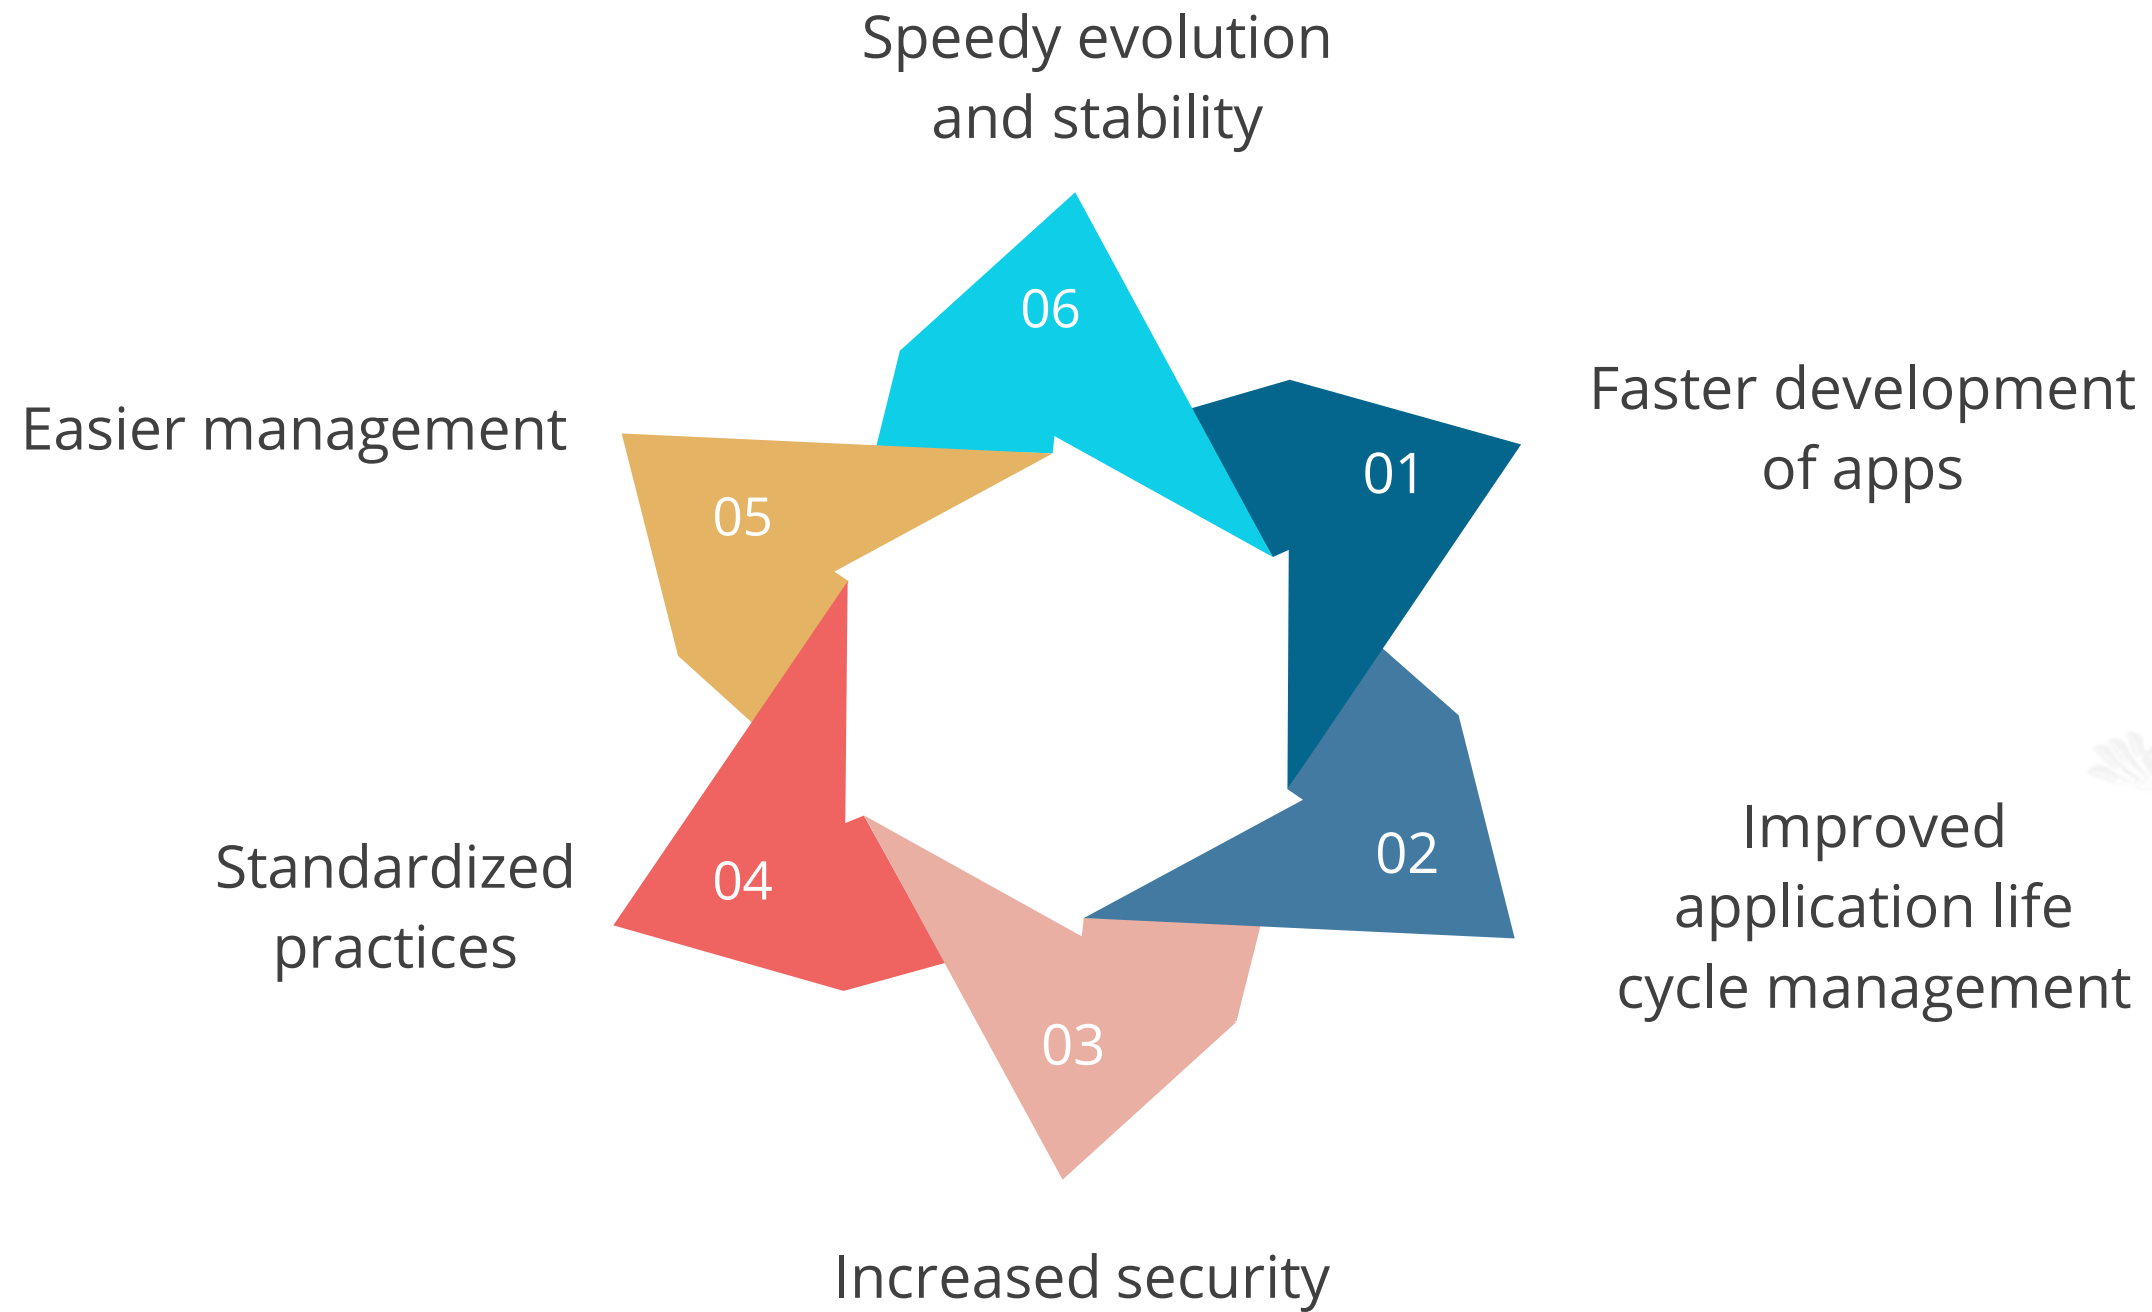 Speedy evolution
and stability
06
01
Faster development
of apps
Easier management
05
02
Improved
application life
cycle management
04
Standardized
practices
03
Increased security